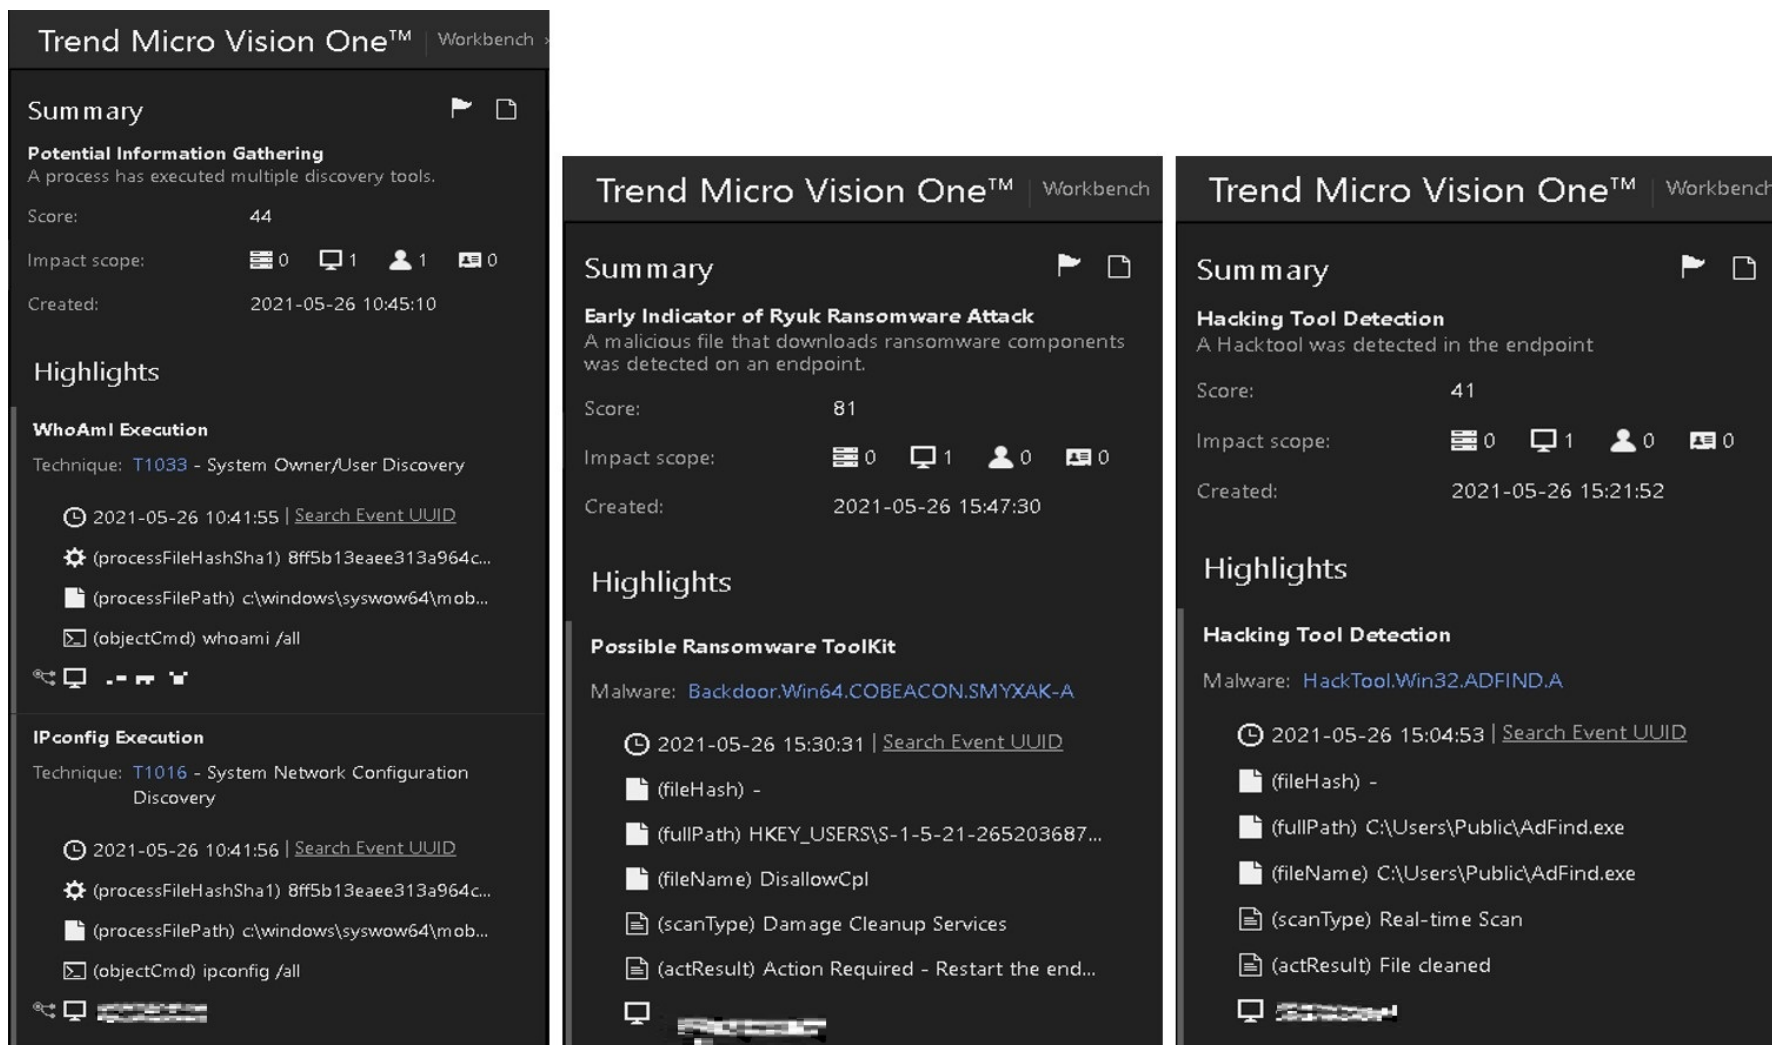 Trend Micro Vision One™ | Workbench
Summary
Potential Information Gathering
A process has executed multiple discovery tools.
Score: 44
Impact scope: 0 1 1 0
Created: 2021-05-26 10:45:10
Highlights
WhoAmI Execution
Technique: T1033 - System Owner/User Discovery
2021-05-26 10:41:55 | Search Event UUID
(processFileHashSha1) 8ff5b13eaee313a964c...
(processFilePath) c:\windows\syswow64\mob...
(objectCmd) whoami /all
IPconfig Execution
Technique: T1016 - System Network Configuration
Discovery
2021-05-26 10:41:56 | Search Event UUID
(processFileHashSha1) 8ff5b13eaee313a964c...
(processFilePath) c:\windows\syswow64\mob...
(objectCmd) ipconfig /all
Trend Micro Vision One™ | Workbench
Summary
Early Indicator of Ryuk Ransomware Attack
A malicious file that downloads ransomware components
was detected on an endpoint.
Score: 81
Impact scope: 0 1 0 0
Created: 2021-05-26 15:47:30
Highlights
Possible Ransomware ToolKit
Malware: Backdoor.Win64.COBEACON.SMYXAK-A
2021-05-26 15:30:31 | Search Event UUID
(fileHash) -
(fullPath) HKEY_USERS\S-1-5-21-265203687...
(fileName) DisallowCpl
(scanType) Damage Cleanup Services
(actResult) Action Required - Restart the end...
Trend Micro Vision One™ | Workbench
Summary
Hacking Tool Detection
A Hacktool was detected in the endpoint
Score: 41
Impact scope: 0 1 0 0
Created: 2021-05-26 15:21:52
Highlights
Hacking Tool Detection
Malware: HackTool.Win32.ADFIND.A
2021-05-26 15:04:53 | Search Event UUID
(fileHash) -
(fullPath) C:\Users\Public\AdFind.exe
(fileName) C:\Users\Public\AdFind.exe
(scanType) Real-time Scan
(actResult) File cleaned